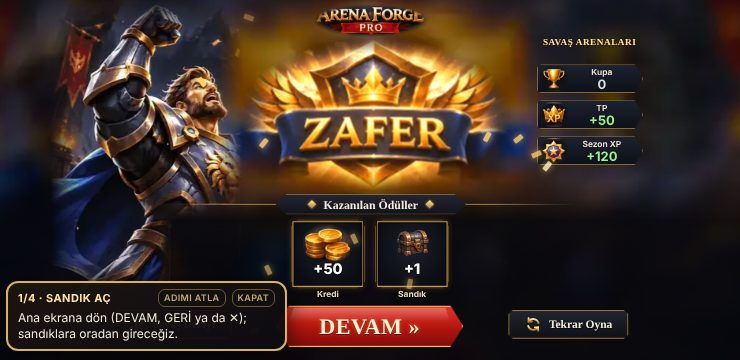 ARENA FORGE
PRO
SAVAŞ ARENALARI
ZAFER
Kupa
0
XP
TP
+50
Sezon XP
+120
Kazanılan Ödüller
+50
Kredi
+1
Sandık
1/4 · SANDIK AÇ
ADIMI ATLA
KAPAT
Ana ekrana dön (DEVAM, GERİ ya da ✕);
sandıklara oradan gireceğiz.
DEVAM »
Tekrar Oyna